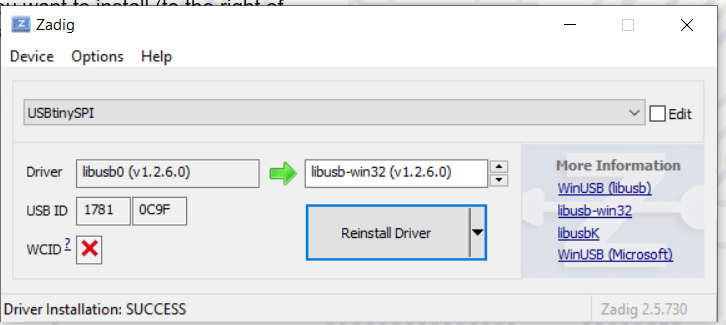 you want to install (to the right of
Zadig
Device Options Help
USBtinySPI
Edit
Driver libusb0 (v1.2.6.0) libusb-win32 (v1.2.6.0)
More Information
WinUSB (libusb)
USB ID 1781 0C9F
libusb-win32
Reinstall Driver
libusbK
WCID ?
WinUSB (Microsoft)
Driver Installation: SUCCESS
Zadig 2.5.730